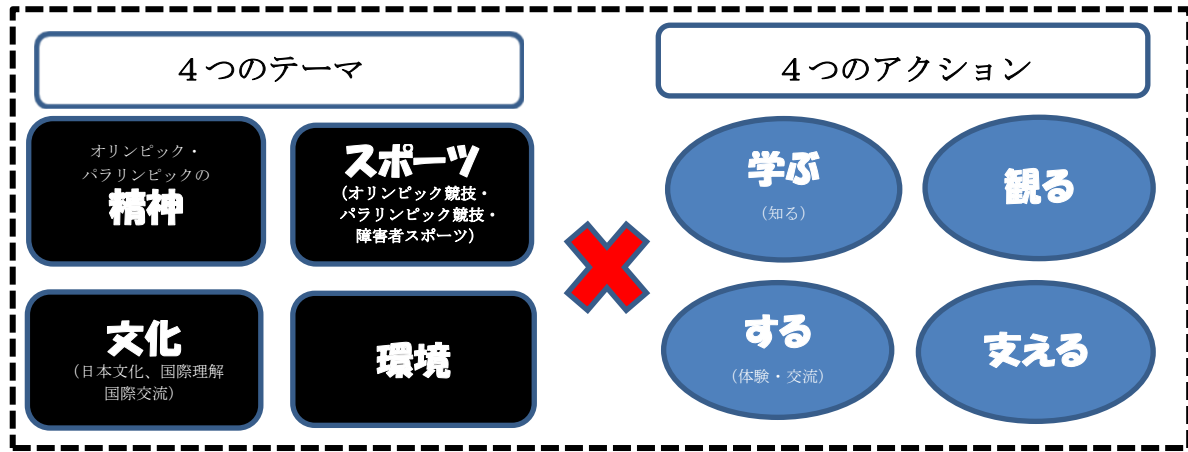 ４つのテーマ
オリンピック・
パラリンピックの
精神
スポーツ
（オリンピック競技・
パラリンピック競技・
障害者スポーツ）
文化
（日本文化、国際理解
国際交流）
環境
４つのアクション
学ぶ
（知る）
観る
する
（体験・交流）
支える